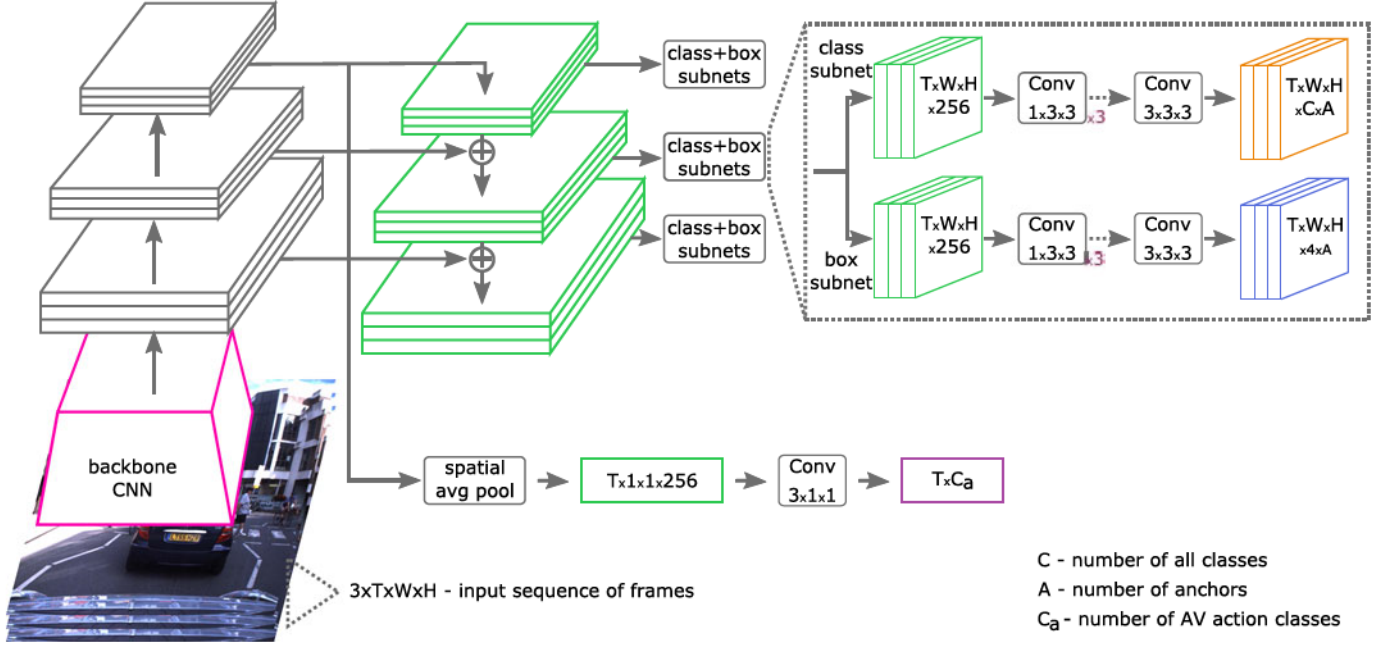 class+box
subnets
class+box
subnets
class+box
subnets
class
subnet
TxWxH
x256
Conv
1x3x3
x3
Conv
3x3x3
TxWxH
xCxA
box
subnet
TxWxH
x256
Conv
1x3x3
x3
Conv
3x3x3
TxWxH
x4xA
backbone
CNN
spatial
avg pool
Tx1x1x256
Conv
3x1x1
TxCa
3xTxWxH - input sequence of frames
C - number of all classes
A - number of anchors
Ca - number of AV action classes